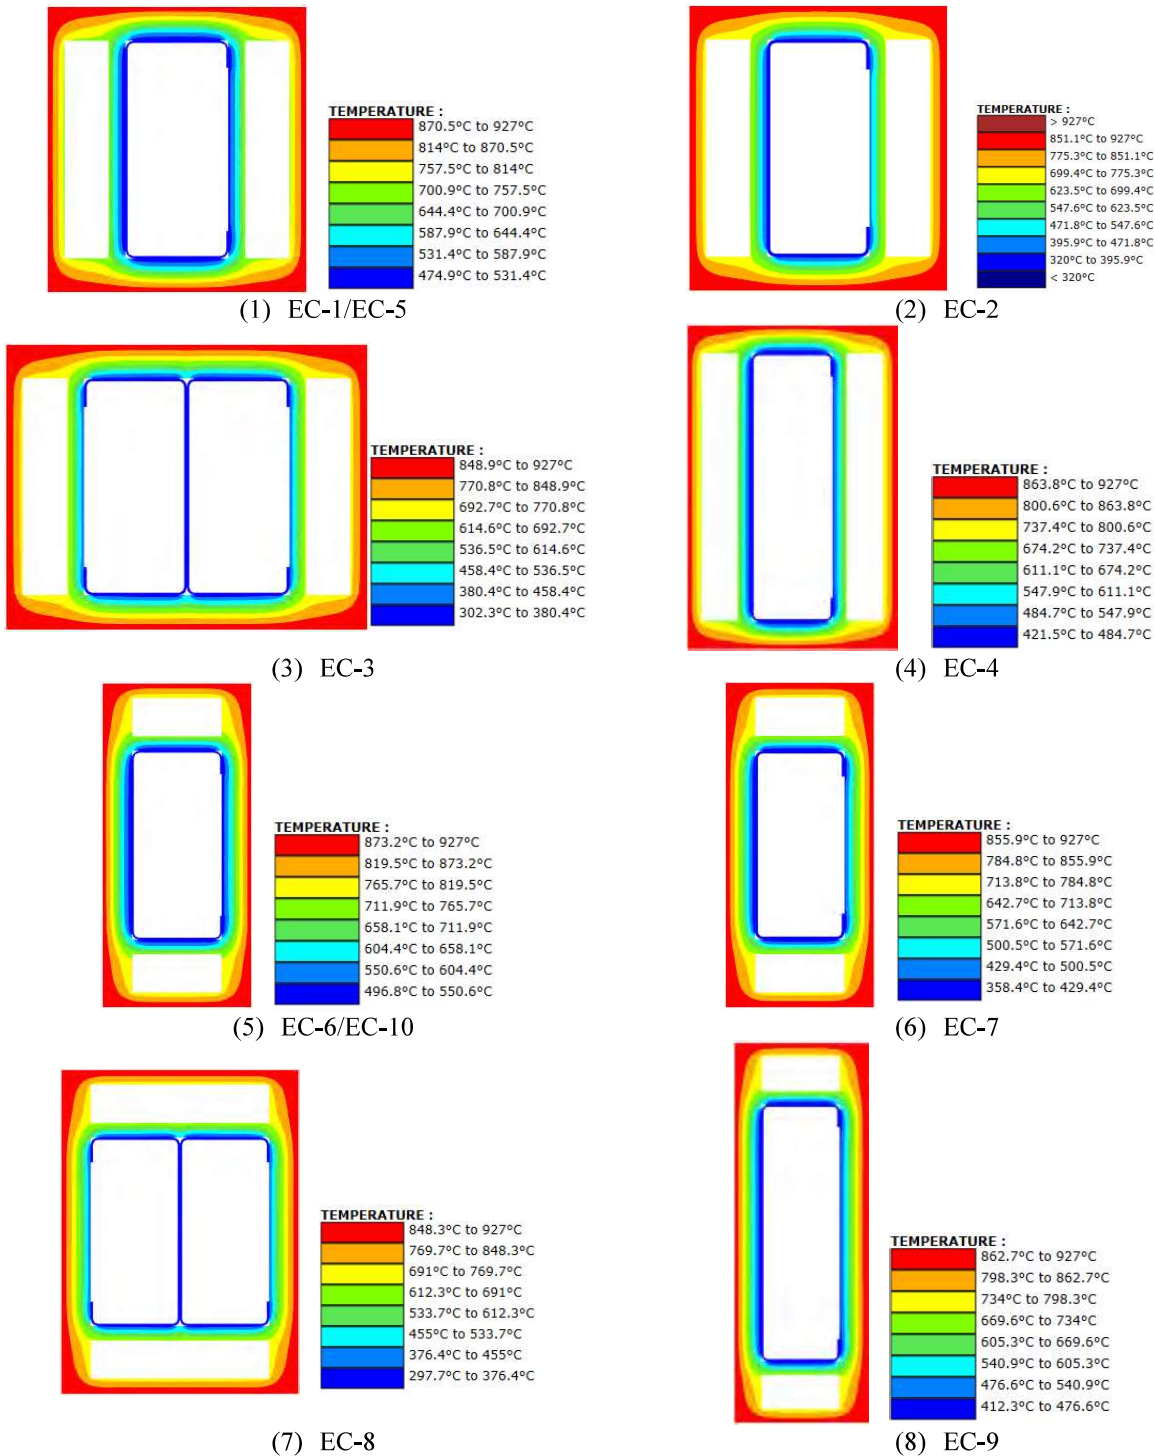 TEMPERATURE :
870.5°C to 927°C
814°C to 870.5°C
757.5°C to 814°C
700.9°C to 757.5°C
644.4°C to 700.9°C
587.9°C to 644.4°C
531.4°C to 587.9°C
474.9°C to 531.4°C
(1) EC-1/EC-5
TEMPERATURE :
> 927°C
851.1°C to 927°C
775.3°C to 851.1°C
699.4°C to 775.3°C
623.5°C to 699.4°C
547.6°C to 623.5°C
471.8°C to 547.6°C
395.9°C to 471.8°C
320°C to 395.9°C
< 320°C
(2) EC-2
TEMPERATURE :
848.9°C to 927°C
770.8°C to 848.9°C
692.7°C to 770.8°C
614.6°C to 692.7°C
536.5°C to 614.6°C
458.4°C to 536.5°C
380.4°C to 458.4°C
302.3°C to 380.4°C
(3) EC-3
TEMPERATURE :
863.8°C to 927°C
800.6°C to 863.8°C
737.4°C to 800.6°C
674.2°C to 737.4°C
611.1°C to 674.2°C
547.9°C to 611.1°C
484.7°C to 547.9°C
421.5°C to 484.7°C
(4) EC-4
TEMPERATURE :
873.2°C to 927°C
819.5°C to 873.2°C
765.7°C to 819.5°C
711.9°C to 765.7°C
658.1°C to 711.9°C
604.4°C to 658.1°C
550.6°C to 604.4°C
496.8°C to 550.6°C
(5) EC-6/EC-10
TEMPERATURE :
855.9°C to 927°C
784.8°C to 855.9°C
713.8°C to 784.8°C
642.7°C to 713.8°C
571.6°C to 642.7°C
500.5°C to 571.6°C
429.4°C to 500.5°C
358.4°C to 429.4°C
(6) EC-7
TEMPERATURE :
848.3°C to 927°C
769.7°C to 848.3°C
691°C to 769.7°C
612.3°C to 691°C
533.7°C to 612.3°C
455°C to 533.7°C
376.4°C to 455°C
297.7°C to 376.4°C
(7) EC-8
TEMPERATURE :
862.7°C to 927°C
798.3°C to 862.7°C
734°C to 798.3°C
669.6°C to 734°C
605.3°C to 669.6°C
540.9°C to 605.3°C
476.6°C to 540.9°C
412.3°C to 476.6°C
(8) EC-9